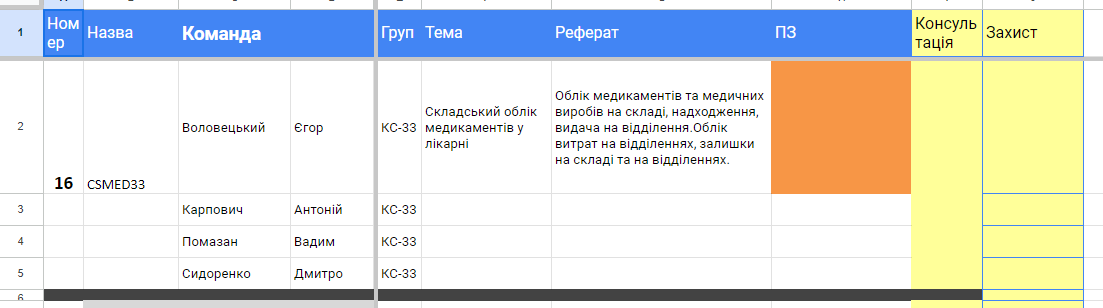 1 Номер Назва Команда Груп Тема Реферат ПЗ Консультація Захист
2 16 CSMED33 Воловецький Єгор КС-33
Складський облік
медикаментів у
лікарні
Облік медикаментів та медичних
виробів на складі, надходження,
видача на відділення.Облік
витрат на відділеннях, залишки
на складі та на відділеннях.
3 Карпович Антоній КС-33
4 Помазан Вадим КС-33
5 Сидоренко Дмитро КС-33
6